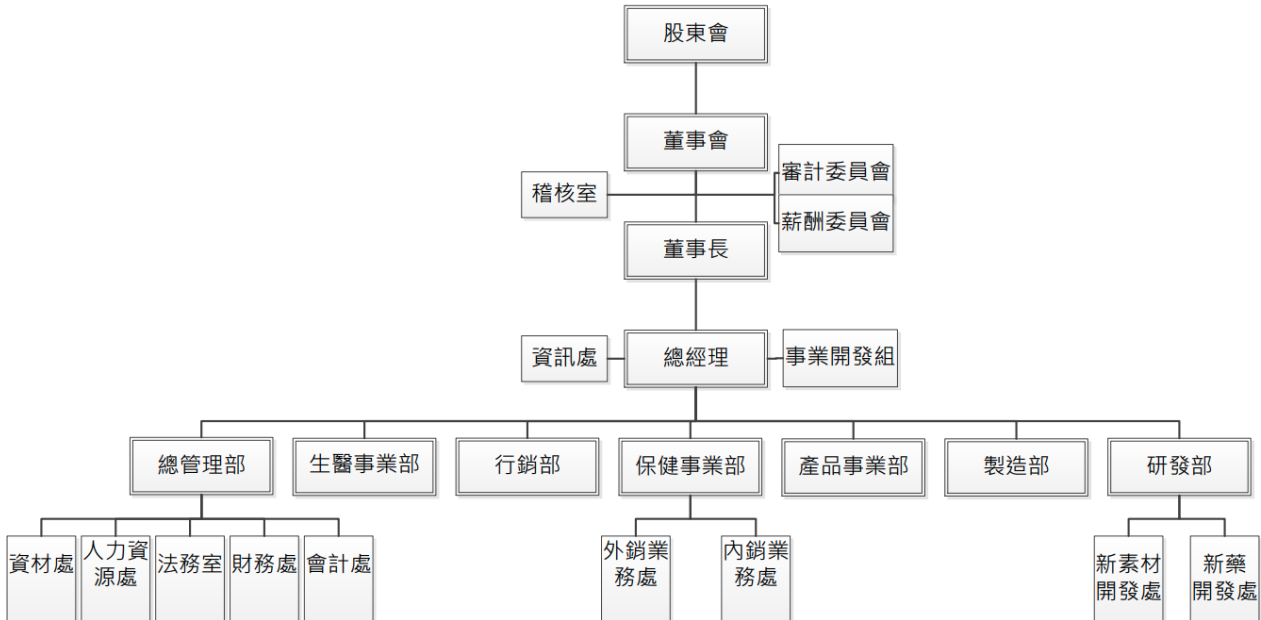 股東會
董事會
稽核室
審計委員會
薪酬委員會
董事長
資訊處
總經理
事業開發組
總管理部
生醫事業部
行銷部
保健事業部
產品事業部
製造部
研發部
資材處
人力資
源處
法務室
財務處
會計處
外銷業
務處
內銷業
務處
新素材
開發處
新藥
開發處